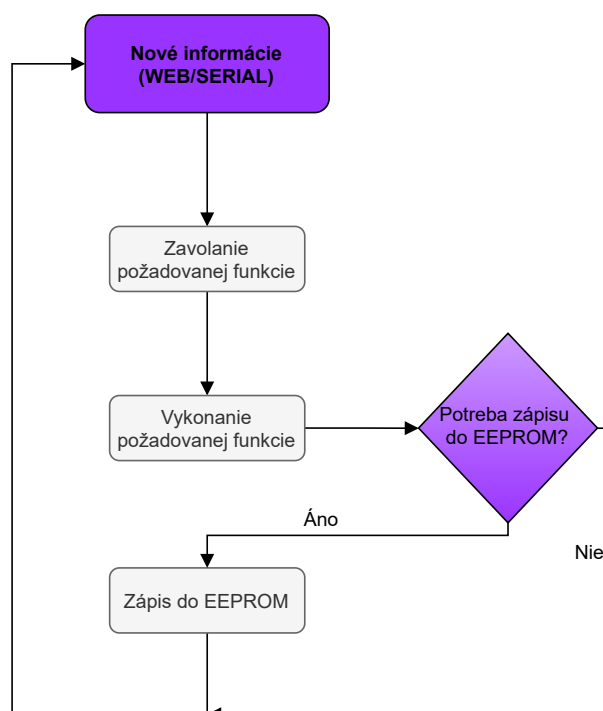 Nové informácie
(WEB/SERIAL)
Zavolanie
požadovanej funkcie
Vykonanie
požadovanej funkcie
Potreba zápisu
do EEPROM?
Áno
Nie
Zápis do EEPROM